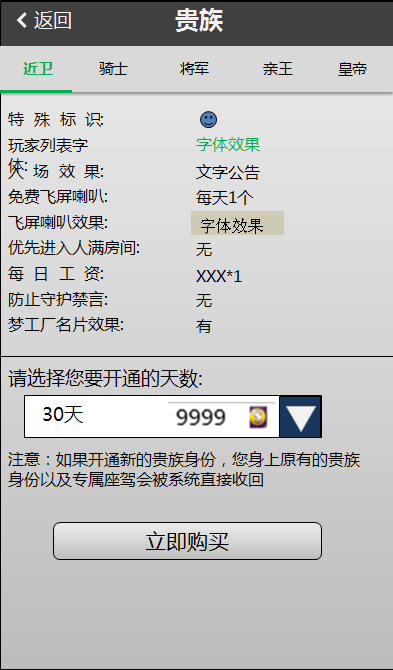 返回
贵族
近卫 骑士 将军 亲王 皇帝
特 殊 标 识:
玩家列表字体: 字体效果
入 场 效 果: 文字公告
免费飞屏喇叭: 每天1个
飞屏喇叭效果: 字体效果
优先进入人满房间: 无
每 日 工 资: XXX*1
防止守护禁言: 无
梦工厂名片效果: 有
请选择您要开通的天数:
30天 9999
注意：如果开通新的贵族身份，您身上原有的贵族
身份以及专属座驾会被系统直接收回
立即购买